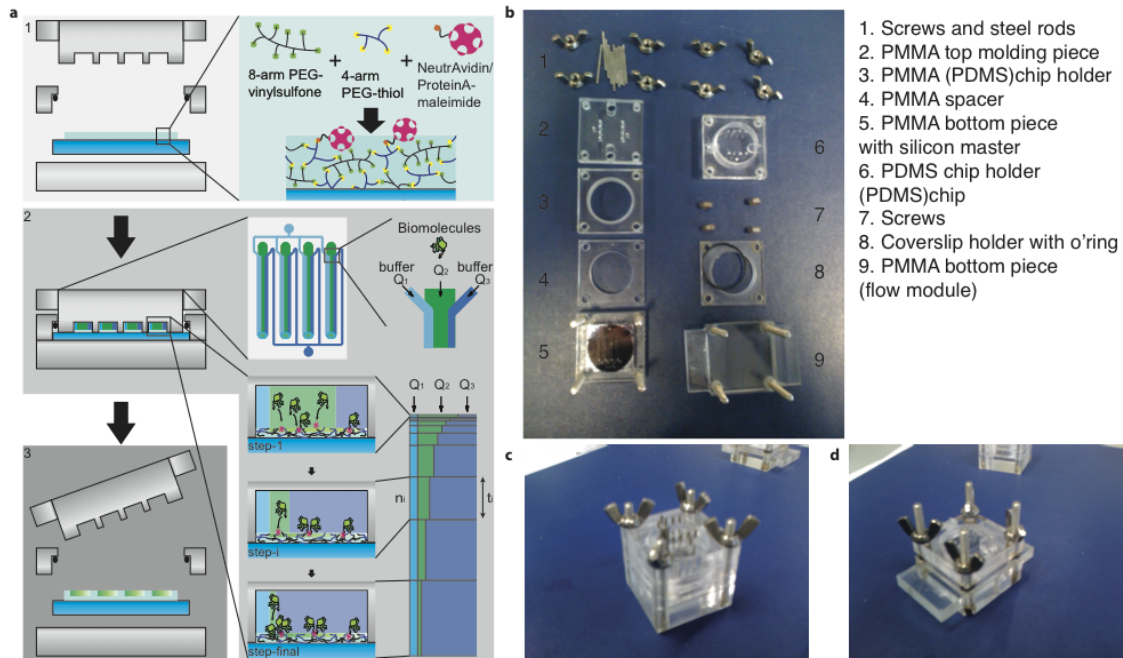 a
1
8-arm PEG-
vinylsulfone
+
4-arm
PEG-thiol
+
NeutrAvidin/
ProteinA-
maleimide
2
Biomolecules
buffer
Q1
Q2
buffer
Q3
Q1 Q2 Q3
step-1
step-i
ni
ti
step-final
3
b
1
2
3
4
5
6
7
8
9
1. Screws and steel rods
2. PMMA top molding piece
3. PMMA (PDMS)chip holder
4. PMMA spacer
5. PMMA bottom piece
with silicon master
6. PDMS chip holder
(PDMS)chip
7. Screws
8. Coverslip holder with o'ring
9. PMMA bottom piece
(flow module)
c
d